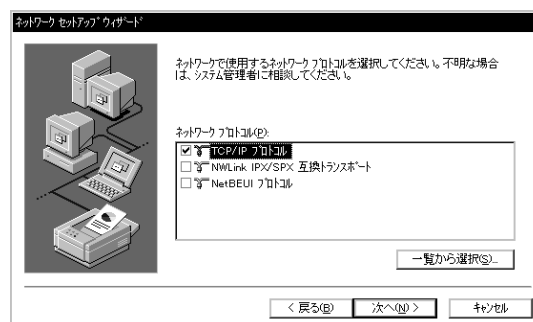 ネットワーク セットアップ ウィザード
ネットワークで使用するネットワーク プロトコルを選択してください。不明な場合
は、システム管理者に相談してください。
ネットワーク プロトコル(P):
TCP/IP プロトコル
NWLink IPX/SPX 互換トランスポート
NetBEUI プロトコル
一覧から選択(S)...
< 戻る(B)
次へ(N) >
キャンセル